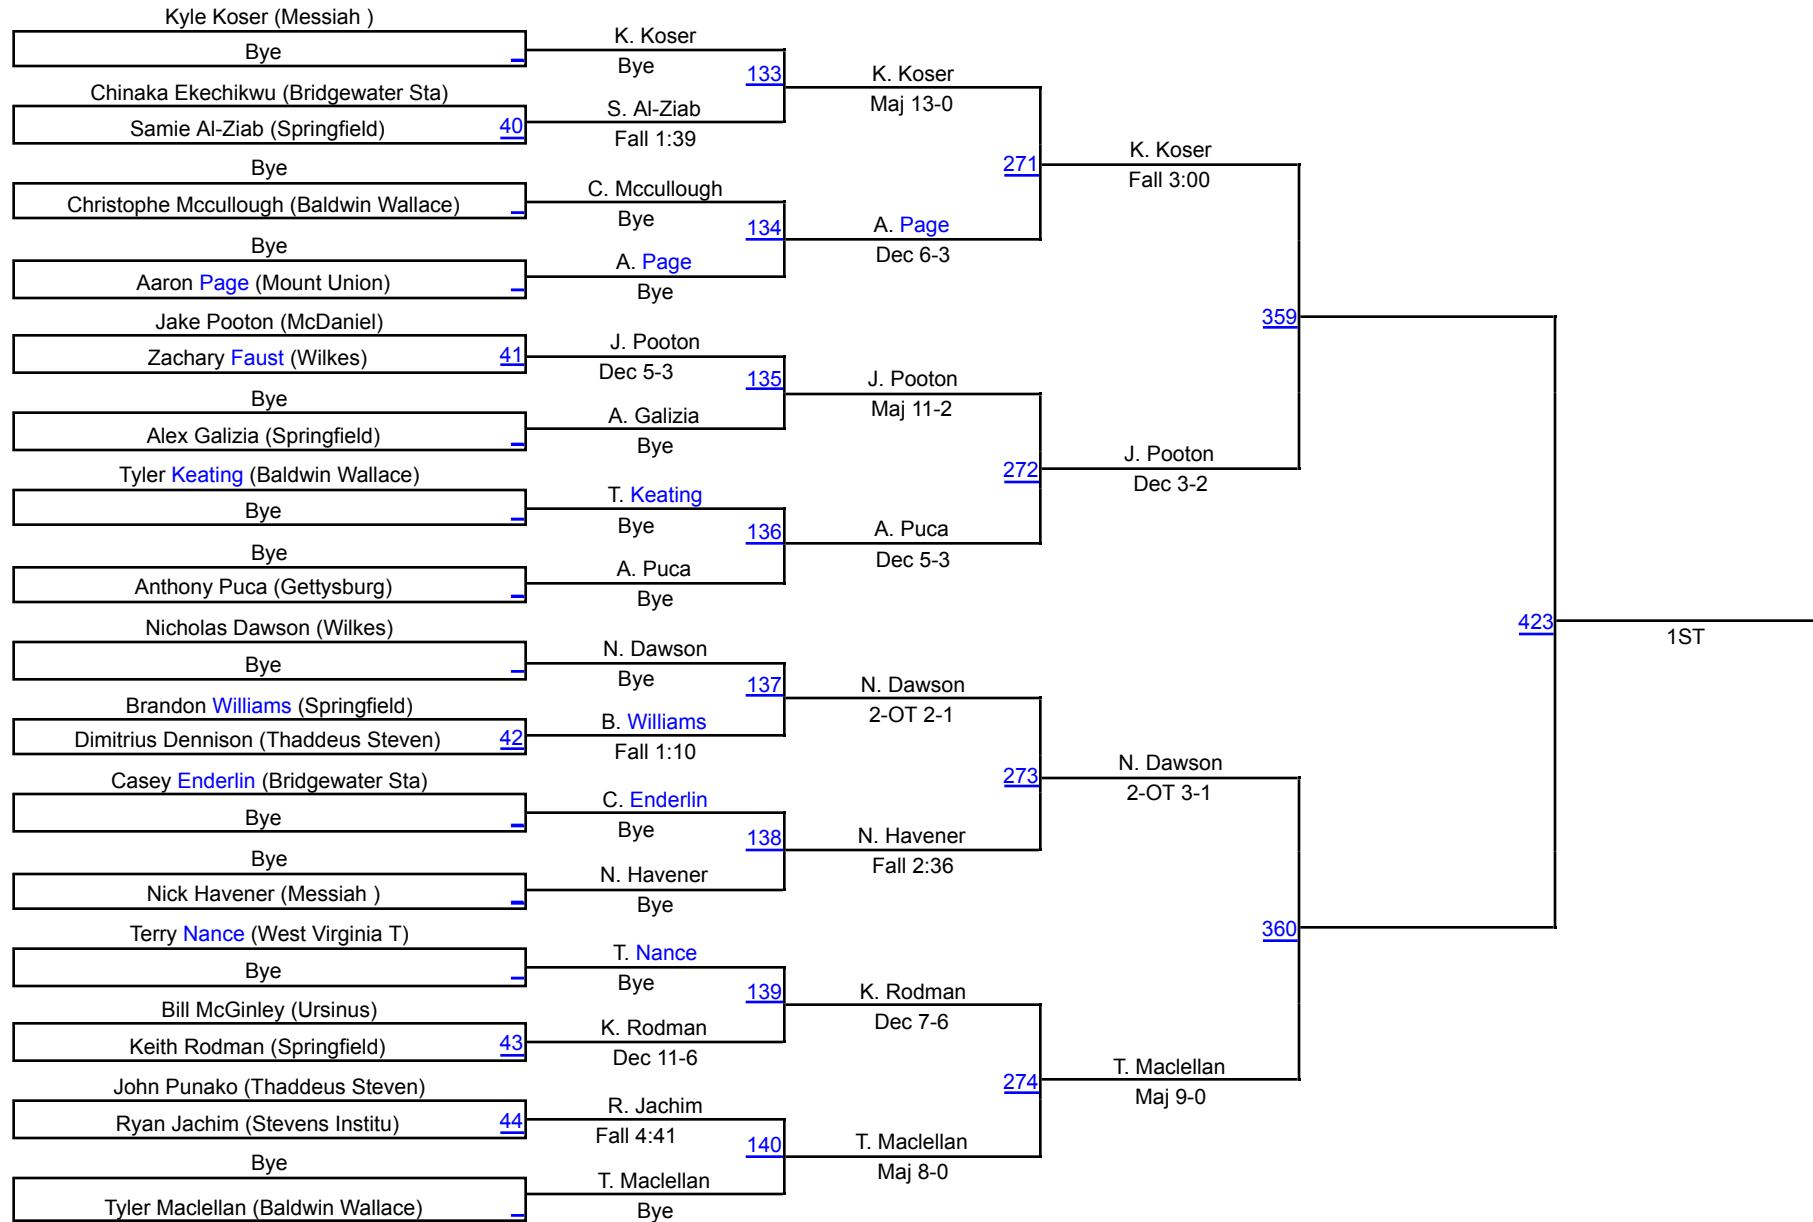 Kyle Koser (Messiah )
Bye
Chinaka Ekechikwu (Bridgewater Sta)
Samie Al-Ziab (Springfield) 40
Bye
Christophe Mccullough (Baldwin Wallace)
Bye
Aaron Page (Mount Union)
Jake Pooton (McDaniel)
Zachary Faust (Wilkes) 41
Bye
Alex Galizia (Springfield)
Tyler Keating (Baldwin Wallace)
Bye
Bye
Anthony Puca (Gettysburg)
Nicholas Dawson (Wilkes)
Bye
Brandon Williams (Springfield)
Dimitrius Dennison (Thaddeus Steven) 42
Casey Enderlin (Bridgewater Sta)
Bye
Bye
Nick Havener (Messiah )
Terry Nance (West Virginia T)
Bye
Bill McGinley (Ursinus)
Keith Rodman (Springfield) 43
John Punako (Thaddeus Steven)
Ryan Jachim (Stevens Institu) 44
Bye
Tyler Maclellan (Baldwin Wallace)
K. Koser
Bye
133
S. Al-Ziab
Fall 1:39
C. Mccullough
Bye
134
A. Page
Bye
J. Pooton
Dec 5-3
135
A. Galizia
Bye
T. Keating
Bye
136
A. Puca
Bye
N. Dawson
Bye
137
B. Williams
Fall 1:10
C. Enderlin
Bye
138
N. Havener
Bye
T. Nance
Bye
139
K. Rodman
Dec 11-6
R. Jachim
Fall 4:41
140
T. Maclellan
Bye
K. Koser
Maj 13-0
271
A. Page
Dec 6-3
J. Pooton
Maj 11-2
272
A. Puca
Dec 5-3
N. Dawson
2-OT 2-1
273
N. Havener
Fall 2:36
K. Rodman
Dec 7-6
274
T. Maclellan
Maj 8-0
K. Koser
Fall 3:00
359
J. Pooton
Dec 3-2
N. Dawson
2-OT 3-1
360
T. Maclellan
Maj 9-0
423
1ST